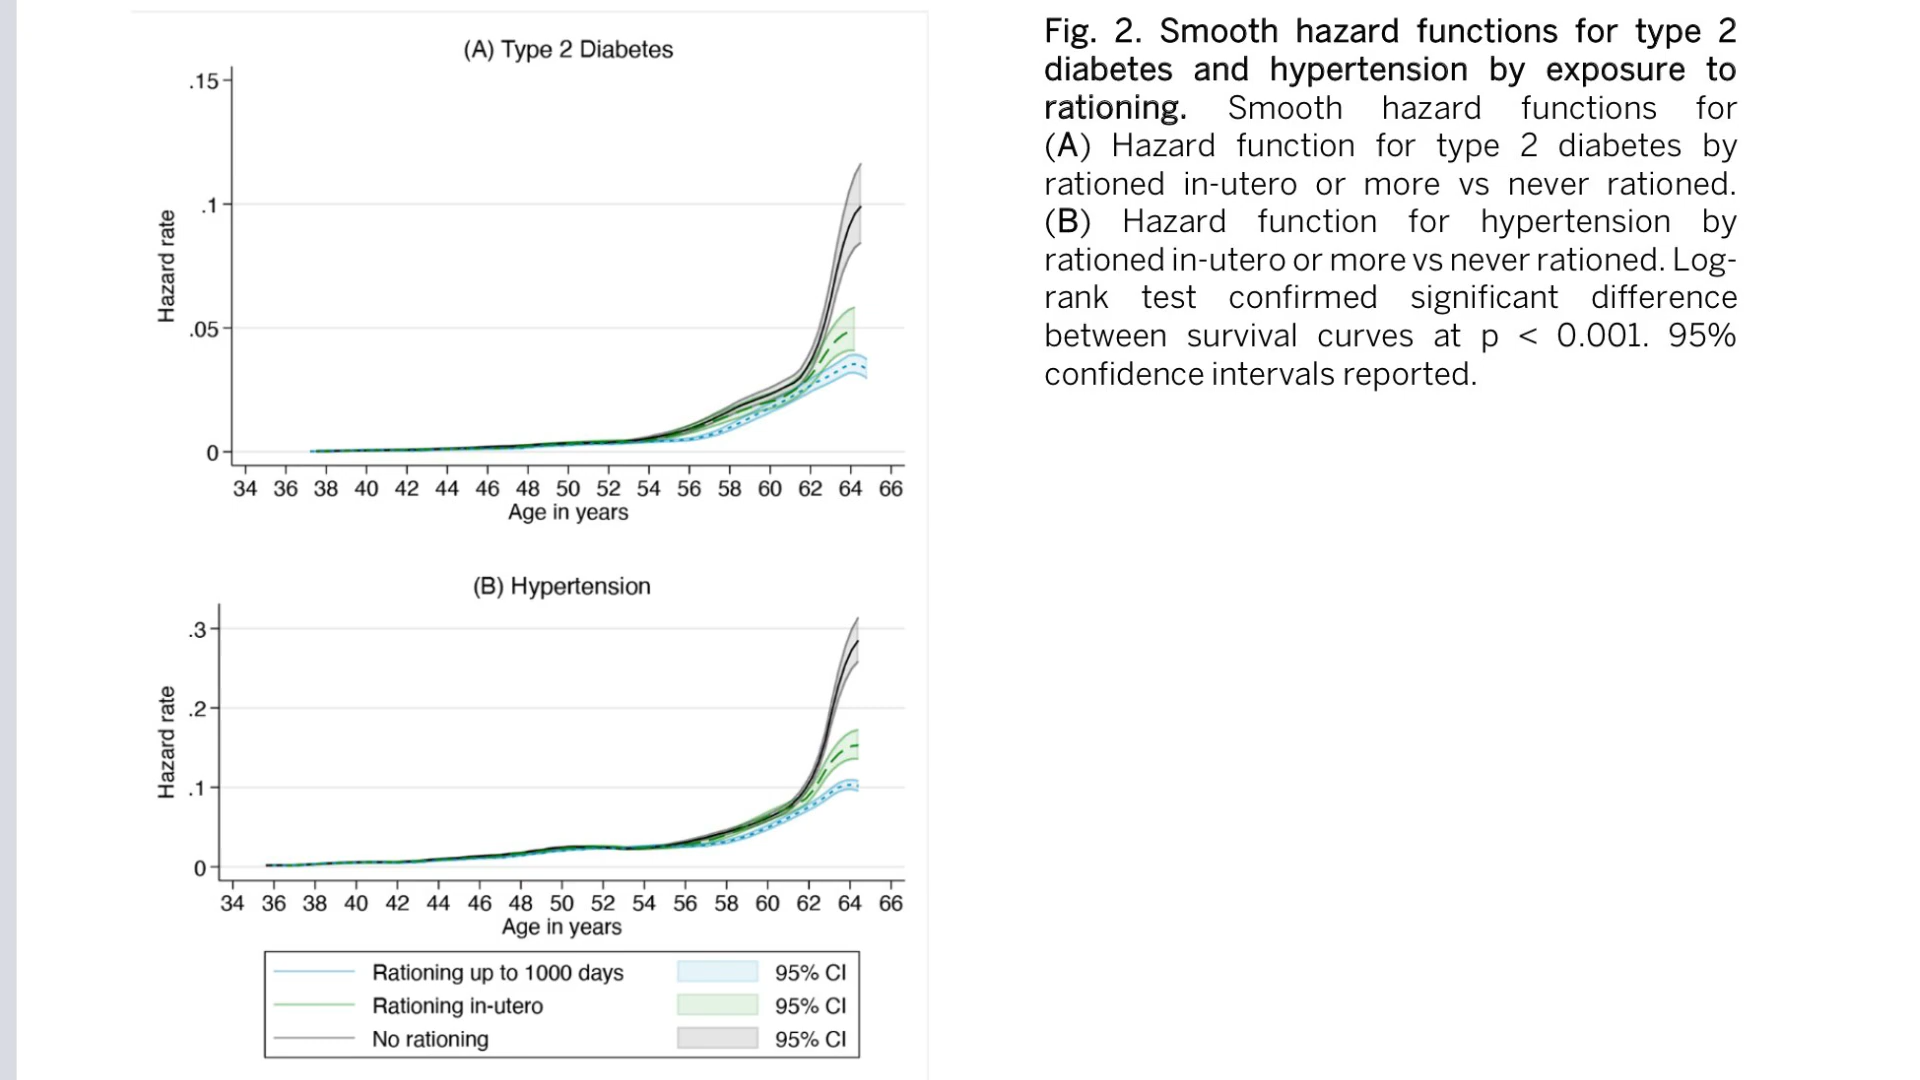 (A) Type 2 Diabetes
.15
.1
.05
0
Hazard rate
34 36 38 40 42 44 46 48 50 52 54 56 58 60 62 64 66
Age in years
(B) Hypertension
.3
.2
.1
0
Hazard rate
34 36 38 40 42 44 46 48 50 52 54 56 58 60 62 64 66
Age in years
Rationing up to 1000 days 95% CI
Rationing in-utero 95% CI
No rationing 95% CI
Fig. 2. Smooth hazard functions for type 2
diabetes and hypertension by exposure to
rationing. Smooth hazard functions for
(A) Hazard function for type 2 diabetes by
rationed in-utero or more vs never rationed.
(B) Hazard function for hypertension by
rationed in-utero or more vs never rationed. Log-
rank test confirmed significant difference
between survival curves at p < 0.001. 95%
confidence intervals reported.